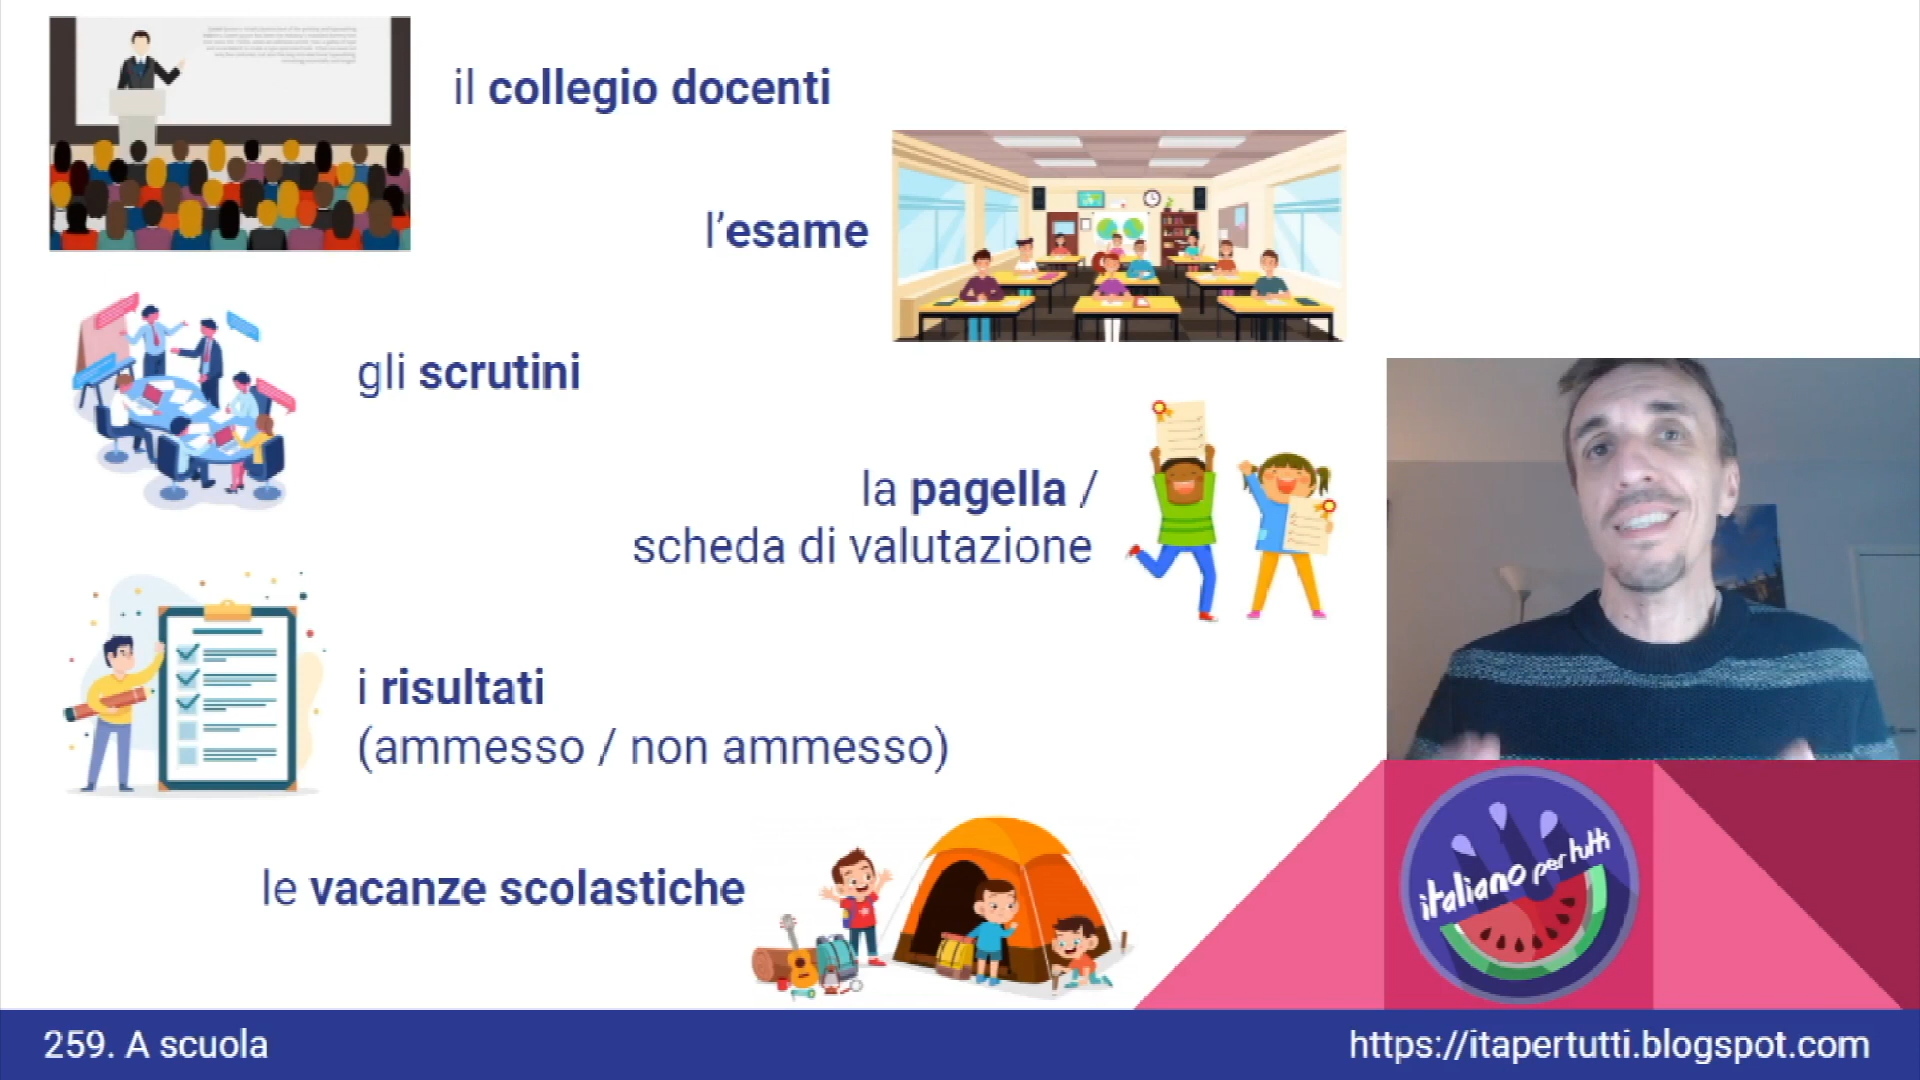 il collegio docenti
l'esame
gli scrutini
la pagella /
scheda di valutazione
i risultati
(ammesso / non ammesso)
le vacanze scolastiche
italiano per tutti
259. A scuola
https://itapertutti.blogspot.com